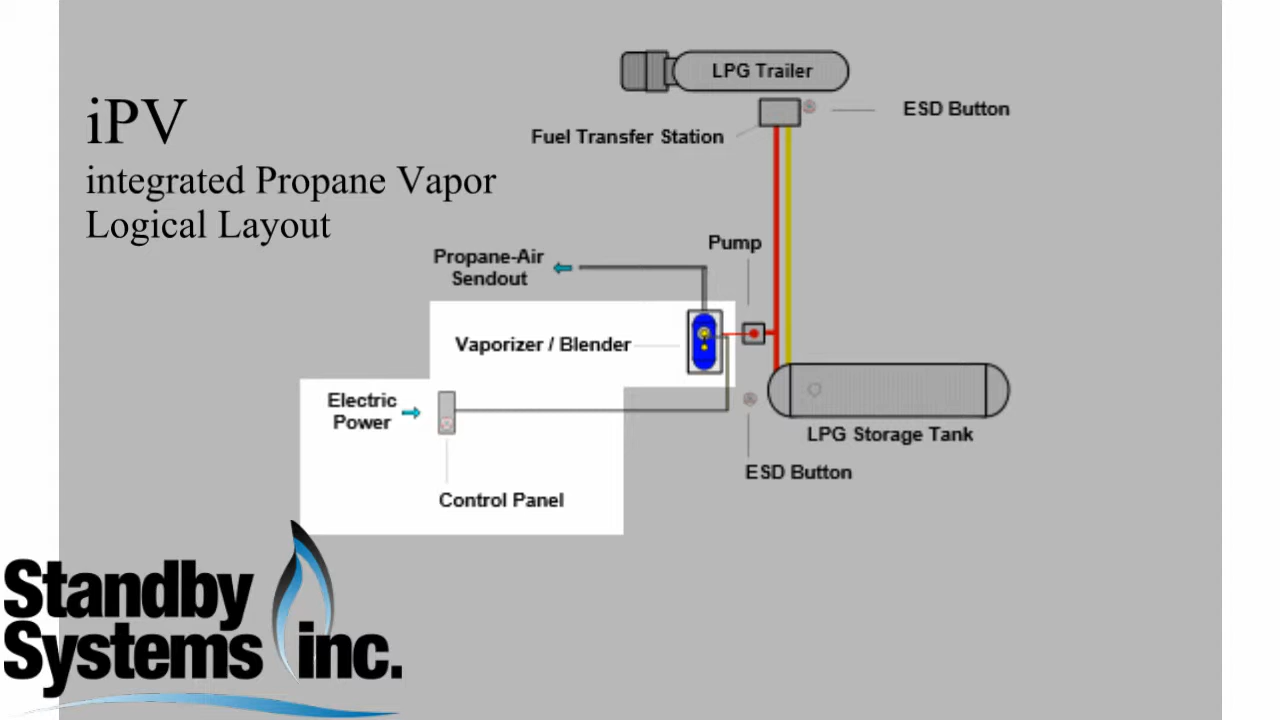 LPG Trailer
ESD Button
Fuel Transfer Station
iPV
integrated Propane Vapor
Logical Layout
Pump
Propane-Air
Sendout
Vaporizer / Blender
Electric
Power
LPG Storage Tank
ESD Button
Control Panel
Standby
Systems inc.